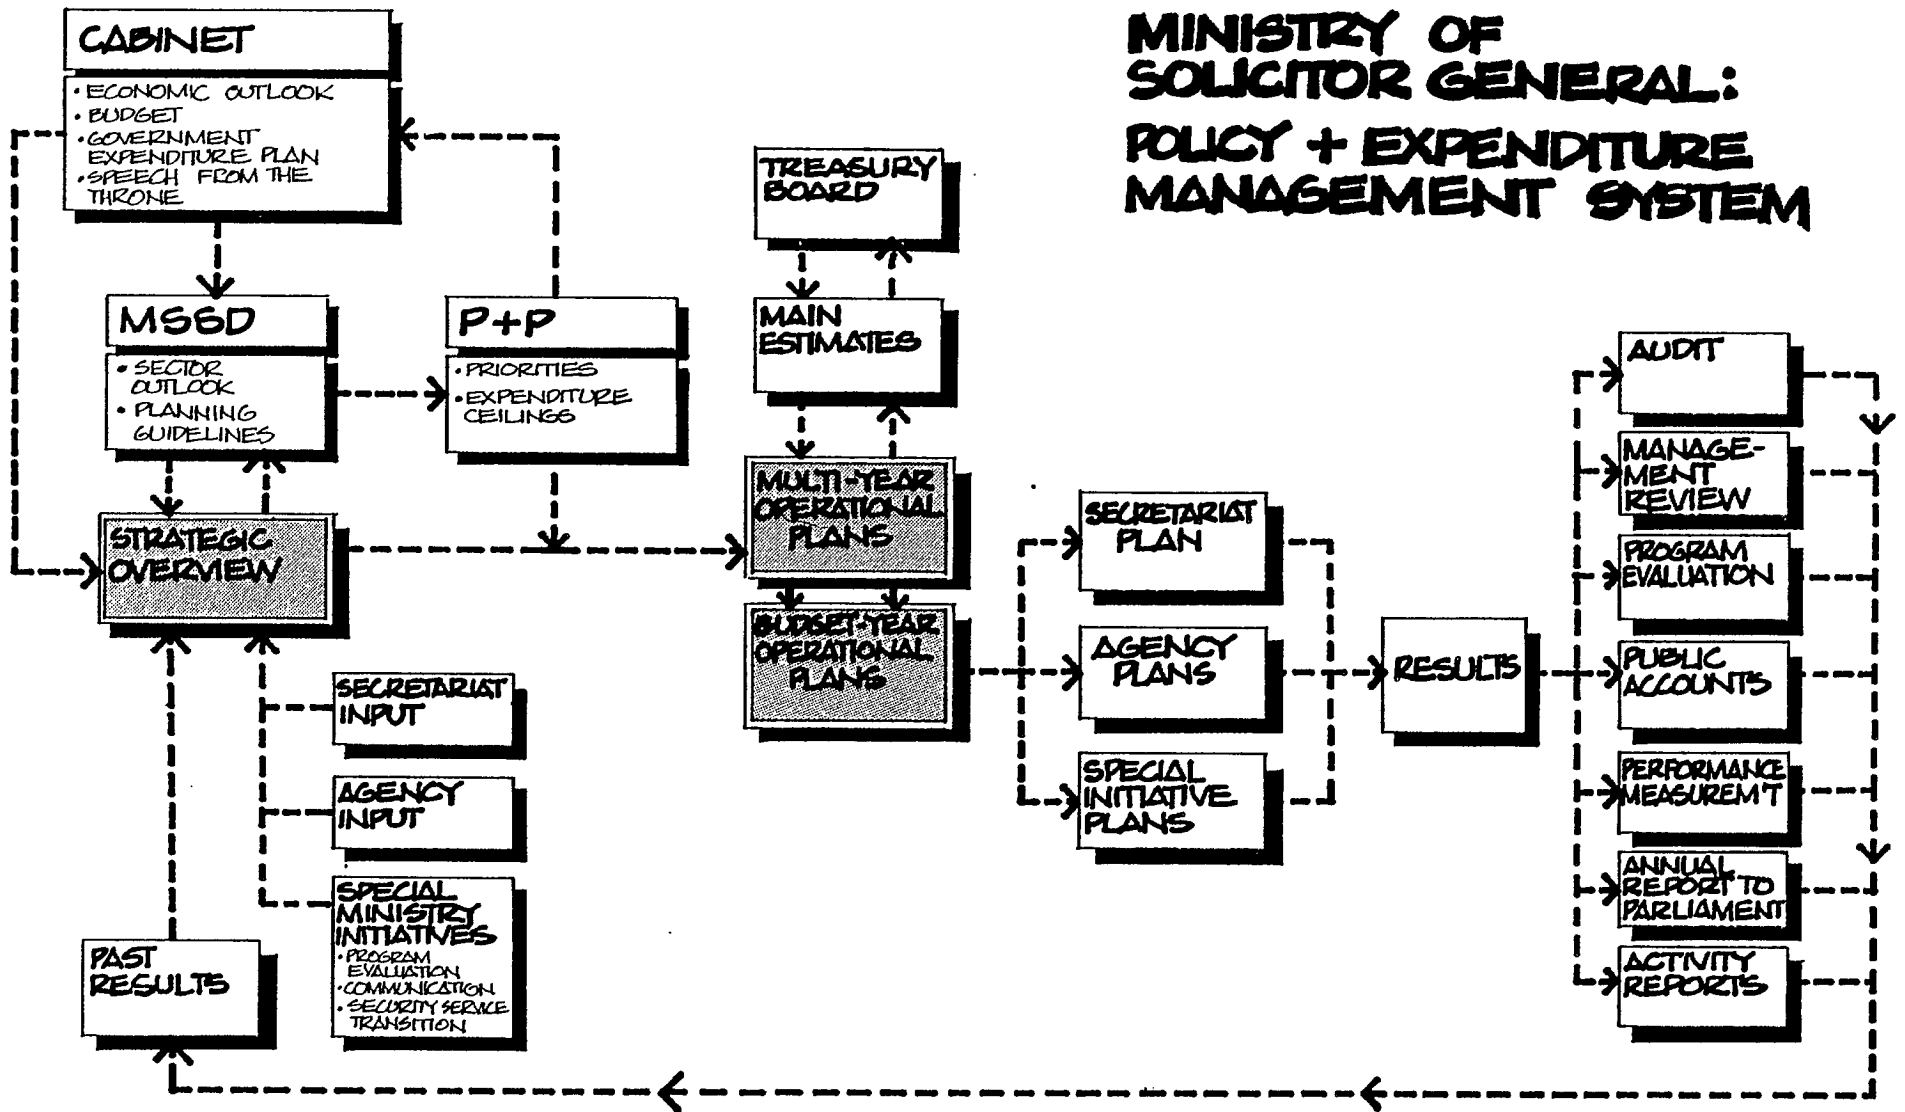 MINISTRY OF
SOLICITOR GENERAL:
POLICY + EXPENDITURE
MANAGEMENT SYSTEM
CABINET
• ECONOMIC OUTLOOK
• BUDGET
• GOVERNMENT
EXPENDITURE PLAN
• SPEECH FROM THE
THRONE
MSSD
• SECTOR
OUTLOOK
• PLANNING
GUIDELINES
P+P
• PRIORITIES
• EXPENDITURE
CEILINGS
STRATEGIC
OVERVIEW
SECRETARIAT
INPUT
AGENCY
INPUT
SPECIAL
MINISTRY
INITIATIVES
• PROGRAM
EVALUATION
• COMMUNICATION
• SECURITY SERVICE
TRANSITION
PAST
RESULTS
TREASURY
BOARD
MAIN
ESTIMATES
MULTI-YEAR
OPERATIONAL
PLANS
BUDGET-YEAR
OPERATIONAL
PLANS
SECRETARIAT
PLAN
AGENCY
PLANS
SPECIAL
INITIATIVE
PLANS
RESULTS
AUDIT
MANAGE-
MENT
REVIEW
PROGRAM
EVALUATION
PUBLIC
ACCOUNTS
PERFORMANCE
MEASUREM'T
ANNUAL
REPORT TO
PARLIAMENT
ACTIVITY
REPORTS